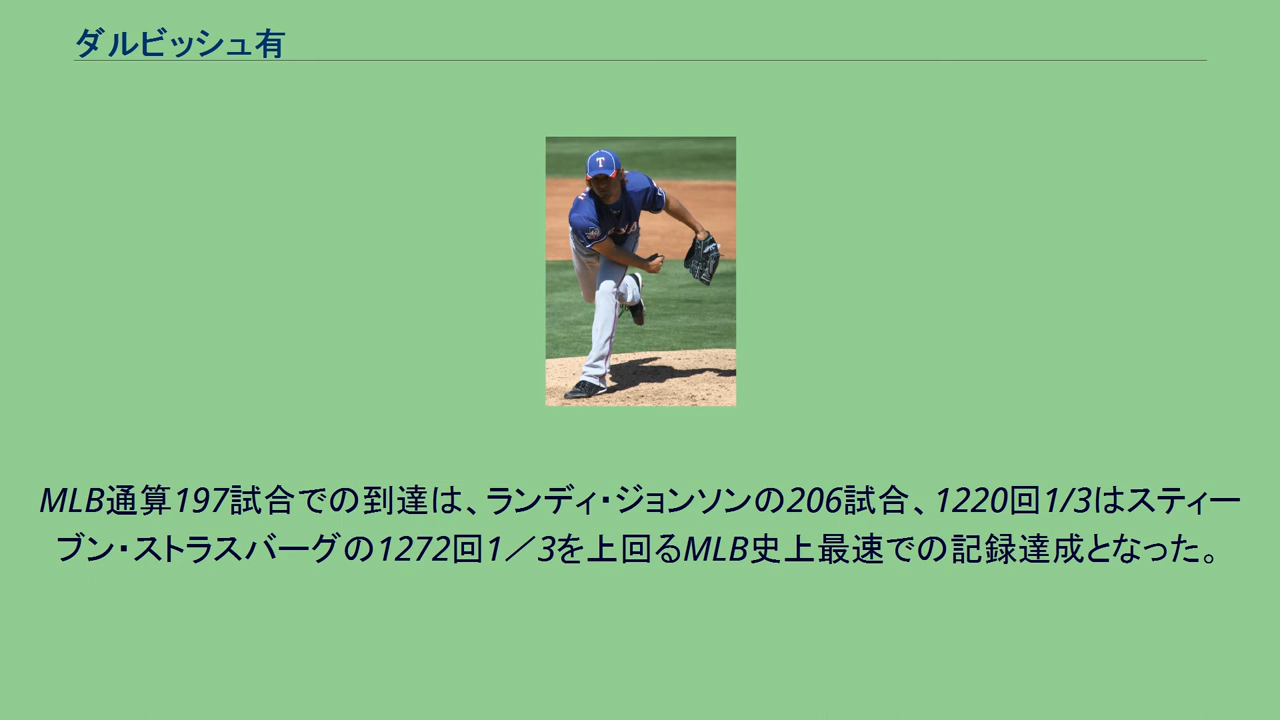 ダルビッシュ有
T
MLB通算197試合での到達は、ランディ・ジョンソンの206試合、1220回1/3はスティー
ブン・ストラスバーグの1272回1／3を上回るMLB史上最速での記録達成となった。